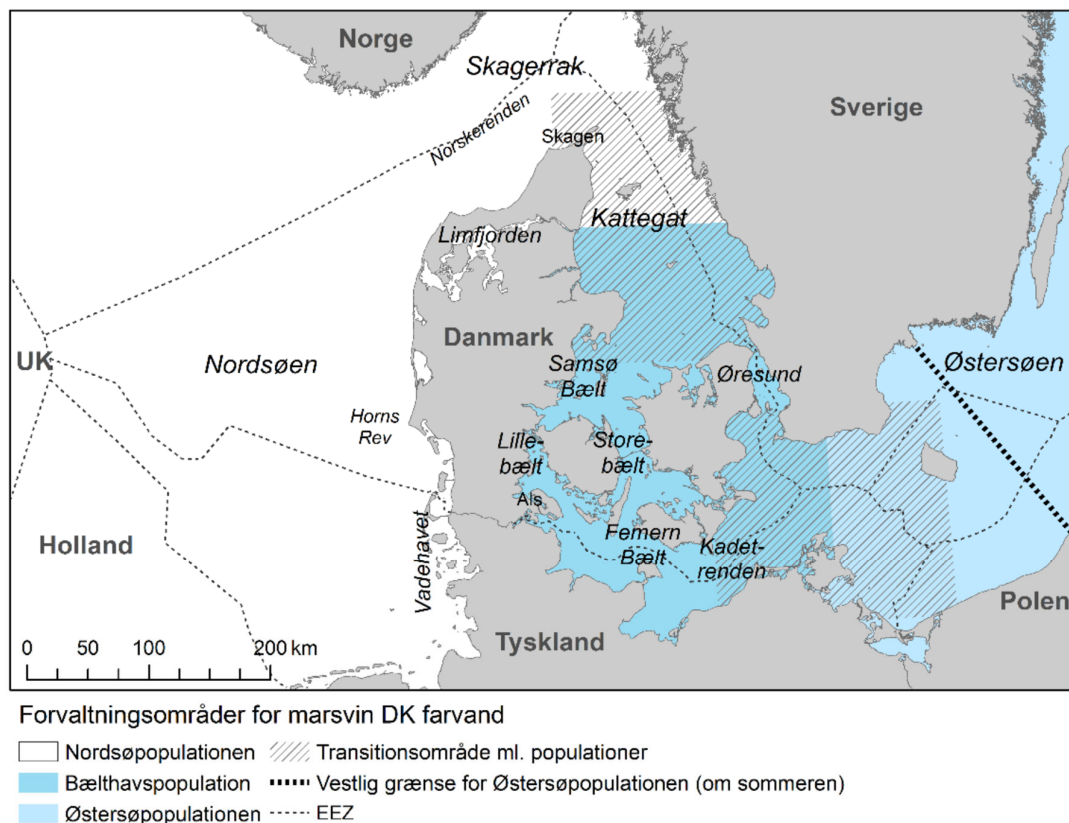 Norge
Skagerrak
Sverige
Norskerenden
Skagen
Kattegat
Limfjorden
Danmark
UK
Nordsøen
Samsø
Bælt
Øresund
Østersøen
Horns
Rev
Lille-
bælt
Store-
bælt
Als
Holland
Vadehavet
Femern
Bælt
Kadet-
renden
Polen
Tyskland
0 50 100 200 km
Forvaltningsområder for marsvin DK farvand
Nordsøpopulationen Transitionsområde ml. populationer
Bælthavspopulation Vestlig grænse for Østersøpopulationen (om sommeren)
Østersøpopulationen EEZ